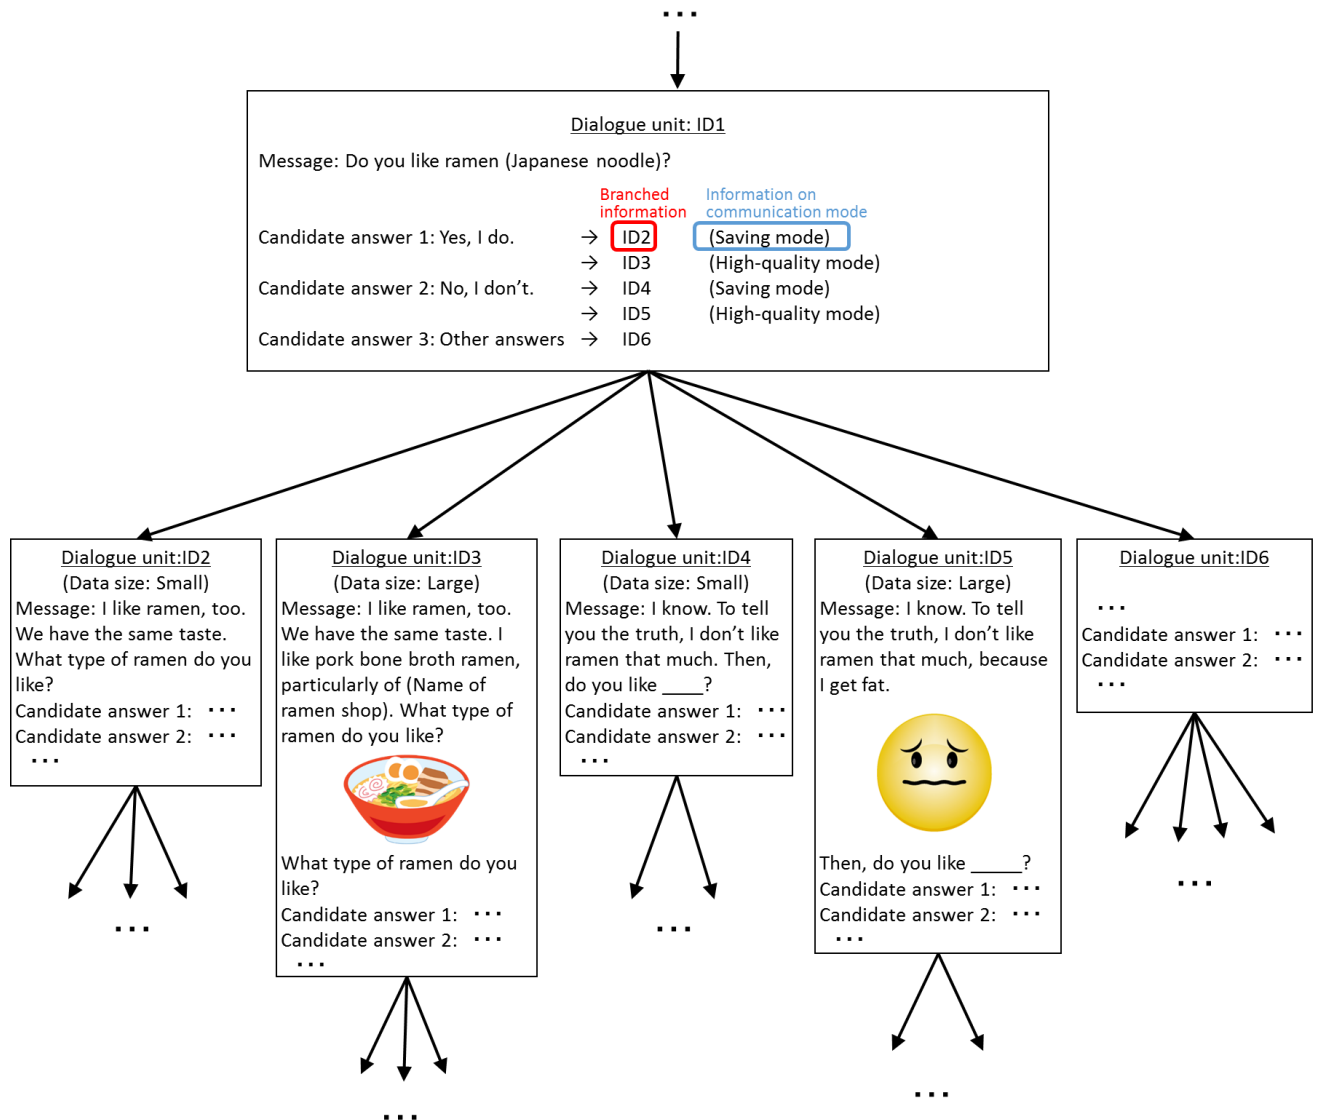 ...
Dialogue unit: ID1
Message: Do you like ramen (Japanese noodle)?
Branched information
Information on communication mode
Candidate answer 1: Yes, I do. → ID2 (Saving mode)
→ ID3 (High-quality mode)
Candidate answer 2: No, I don't. → ID4 (Saving mode)
→ ID5 (High-quality mode)
Candidate answer 3: Other answers → ID6
Dialogue unit:ID2
(Data size: Small)
Message: I like ramen, too.
We have the same taste.
What type of ramen do you
like?
Candidate answer 1: ...
Candidate answer 2: ...
...
...
Dialogue unit:ID3
(Data size: Large)
Message: I like ramen, too.
We have the same taste. I
like pork bone broth ramen,
particularly of (Name of
ramen shop). What type of
ramen do you like?
What type of ramen do you
like?
Candidate answer 1: ...
Candidate answer 2: ...
...
...
Dialogue unit:ID4
(Data size: Small)
Message: I know. To tell
you the truth, I don't like
ramen that much. Then,
do you like ____?
Candidate answer 1: ...
Candidate answer 2: ...
...
...
Dialogue unit:ID5
(Data size: Large)
Message: I know. To tell
you the truth, I don't like
ramen that much, because
I get fat.
Then, do you like _____?
Candidate answer 1: ...
Candidate answer 2: ...
...
...
Dialogue unit:ID6
...
Candidate answer 1: ...
Candidate answer 2: ...
...
...